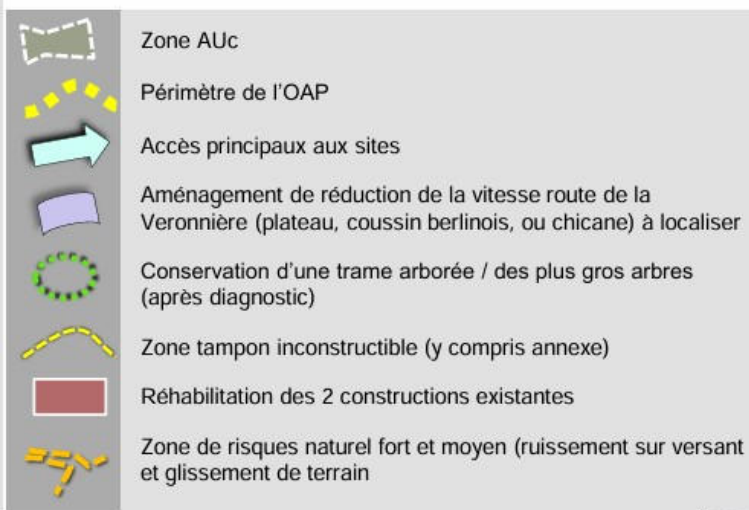 Zone AUc
Périmètre de l'OAP
Accès principaux aux sites
Aménagement de réduction de la vitesse route de la
Veronnière (plateau, coussin berlinois, ou chicane) à localiser
Conservation d'une trame arborée / des plus gros arbres
(après diagnostic)
Zone tampon inconstructible (y compris annexe)
Réhabilitation des 2 constructions existantes
Zone de risques naturel fort et moyen (ruissement sur versant
et glissement de terrain